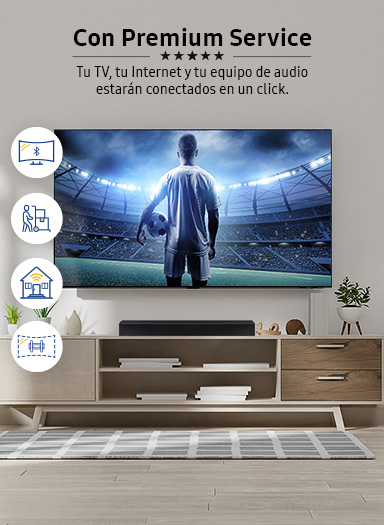 Con Premium Service
Tu TV, tu Internet y tu equipo de audio
estarán conectados en un click.